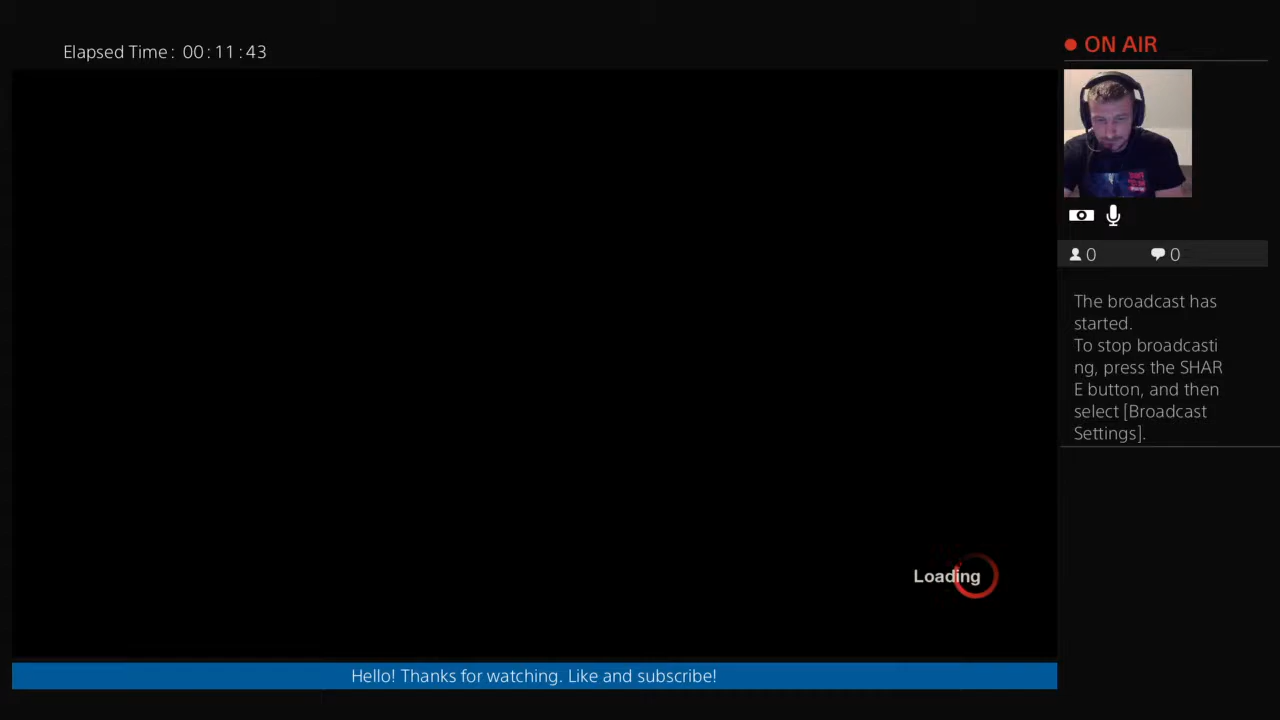 Elapsed Time: 00:11:43
ON AIR
0 0
The broadcast has
started.
To stop broadcasti
ng, press the SHAR
E button, and then
select [Broadcast
Settings].
Loading
Hello! Thanks for watching. Like and subscribe!